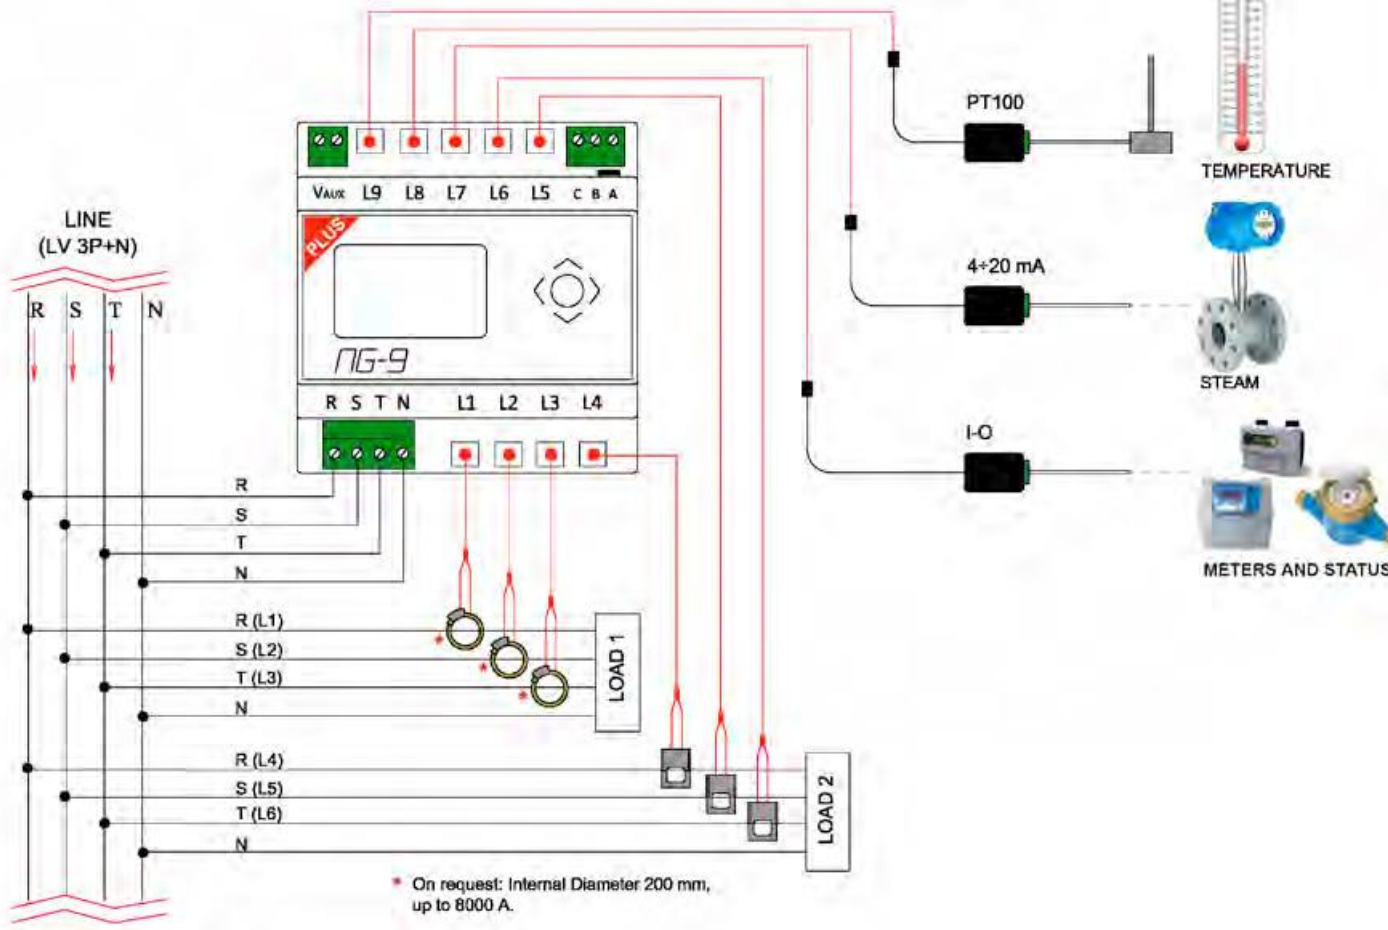 PT100
TEMPERATURE
VAUX L9 L8 L7 L6 L5 C B A
LINE
(LV 3P+N)
PLUS
4÷20 mA
R S T N
NG-9
STEAM
R S T N L1 L2 L3 L4
I-O
R
S
T
N
METERS AND STATUS
R (L1)
S (L2)
T (L3)
N
LOAD 1
R (L4)
S (L5)
T (L6)
N
LOAD 2
* On request: Internal Diameter 200 mm,
up to 8000 A.